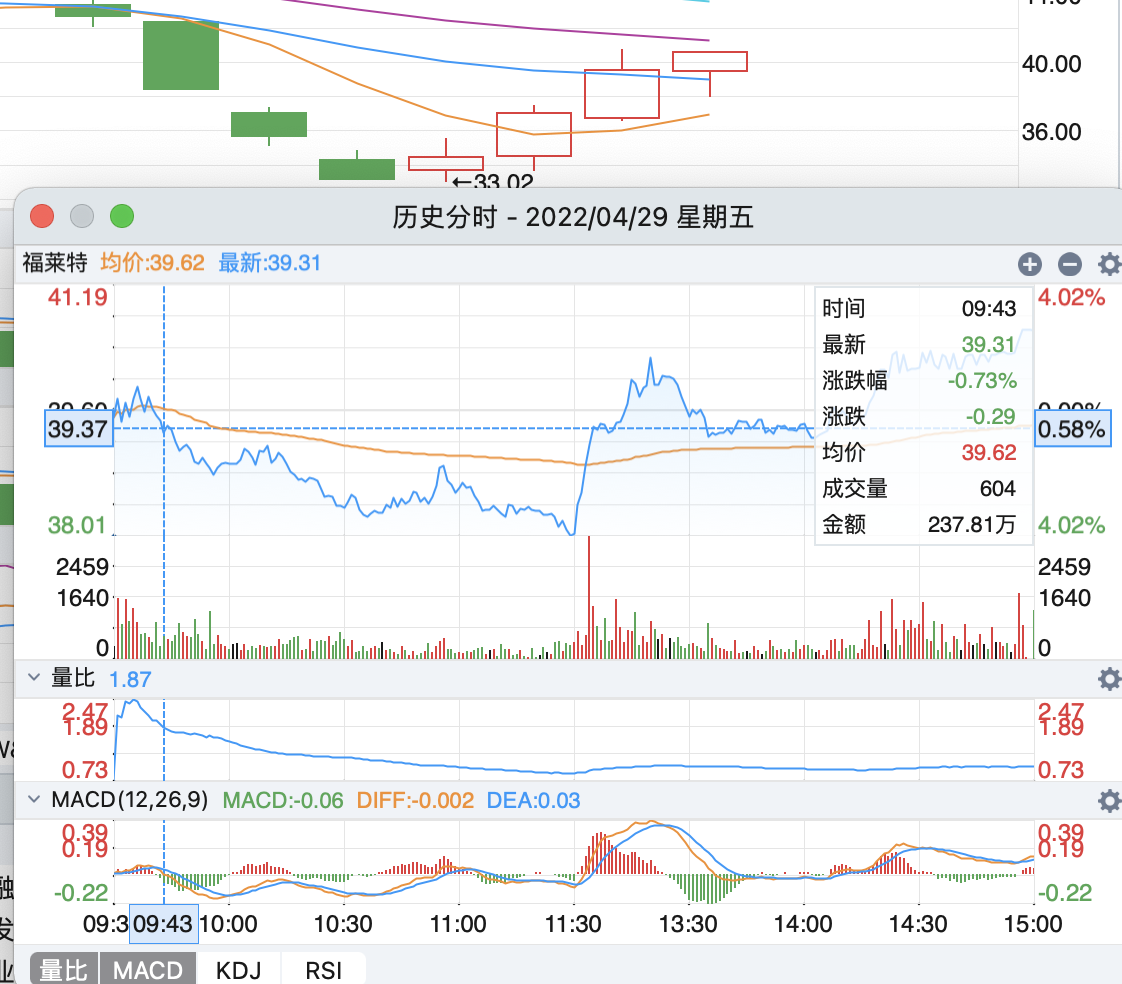 40.00
36.00
←33.02
历史分时 - 2022/04/29 星期五
福莱特 均价:39.62 最新:39.31
41.19 4.02%
时间 09:43
最新 39.31
涨跌幅 -0.73%
39.37 0.58%
涨跌 -0.29
均价 39.62
成交量 604
金额 237.81万
38.01 4.02%
2459 2459
1640 1640
0 0
量比 1.87
2.47 2.47
1.89 1.89
0.73 0.73
MACD(12,26,9) MACD:-0.06 DIFF:-0.002 DEA:0.03
0.39 0.39
0.19 0.19
-0.22 -0.22
09:3 09:43 10:00 10:30 11:00 11:30 13:30 14:00 14:30 15:00
量比 MACD KDJ RSI